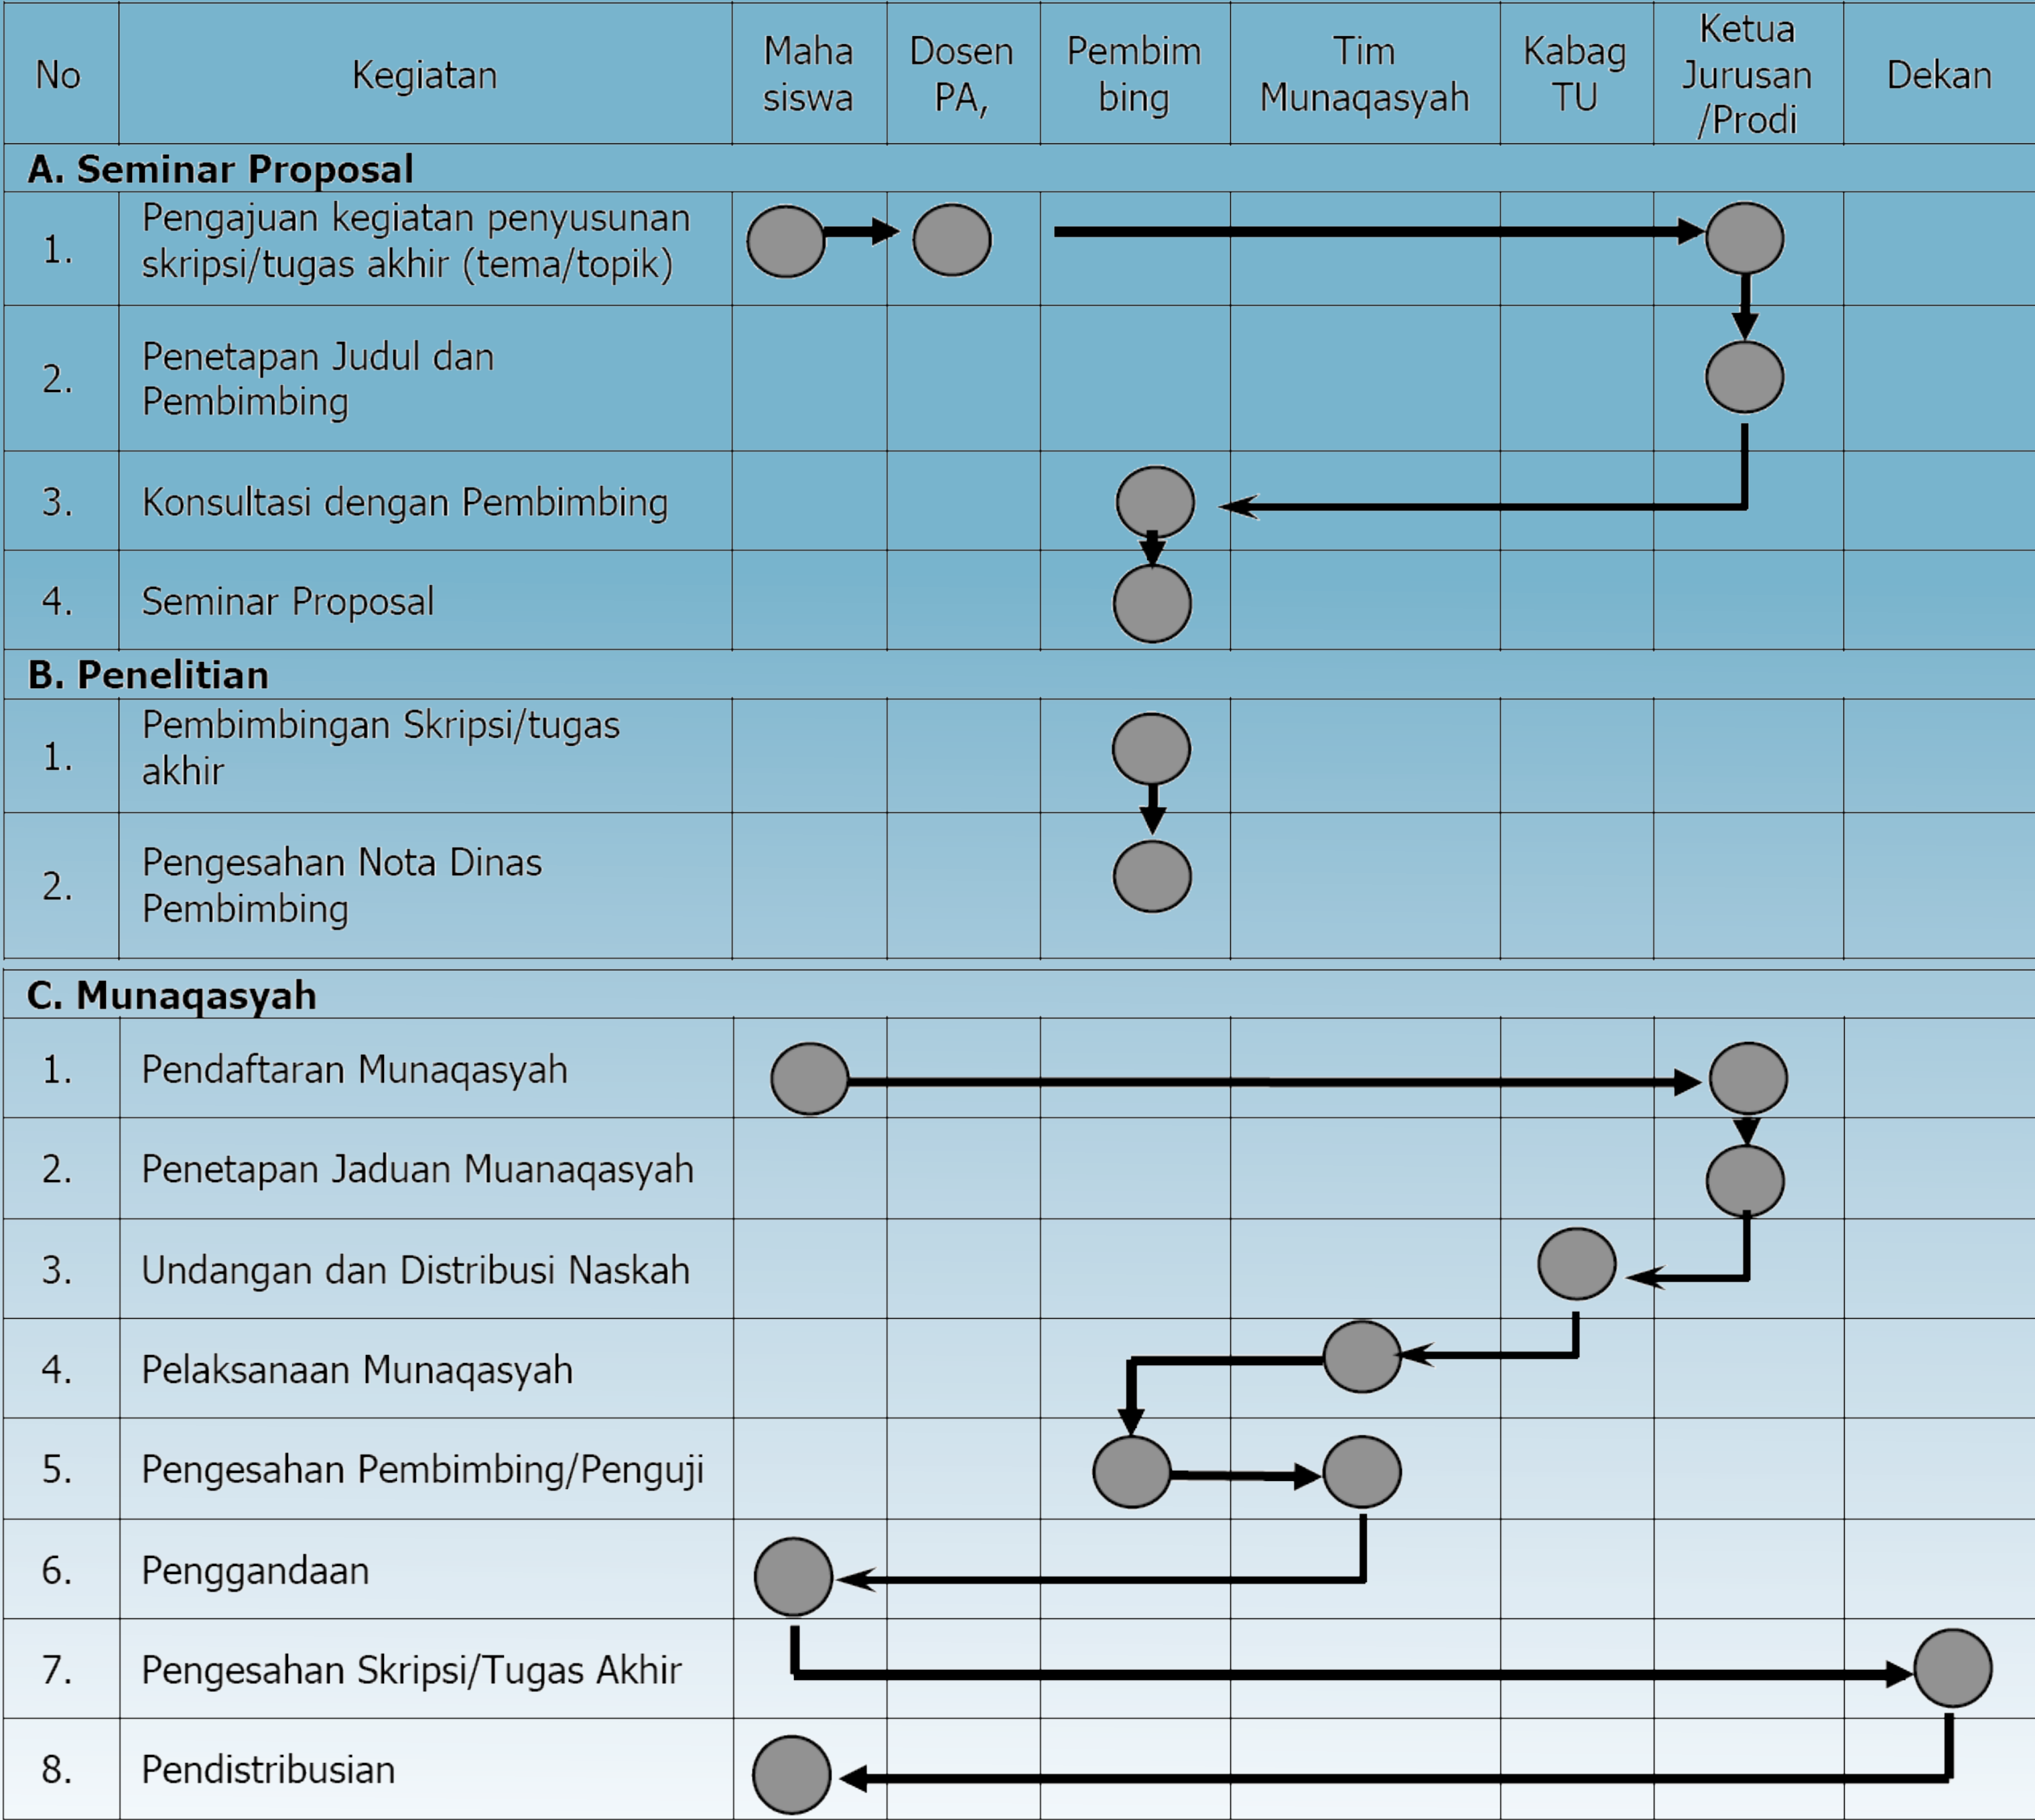 No
Kegiatan
Maha
siswa
Dosen
PA,
Pembim
bing
Tim
Munaqasyah
Kabag
TU
Ketua
Jurusan
/Prodi
Dekan
A. Seminar Proposal
1.
Pengajuan kegiatan penyusunan
skripsi/tugas akhir (tema/topik)
2.
Penetapan Judul dan
Pembimbing
3.
Konsultasi dengan Pembimbing
4.
Seminar Proposal
B. Penelitian
1.
Pembimbingan Skripsi/tugas
akhir
2.
Pengesahan Nota Dinas
Pembimbing
C. Munaqasyah
1.
Pendaftaran Munaqasyah
2.
Penetapan Jaduan Muanaqasyah
3.
Undangan dan Distribusi Naskah
4.
Pelaksanaan Munaqasyah
5.
Pengesahan Pembimbing/Penguji
6.
Penggandaan
7.
Pengesahan Skripsi/Tugas Akhir
8.
Pendistribusian